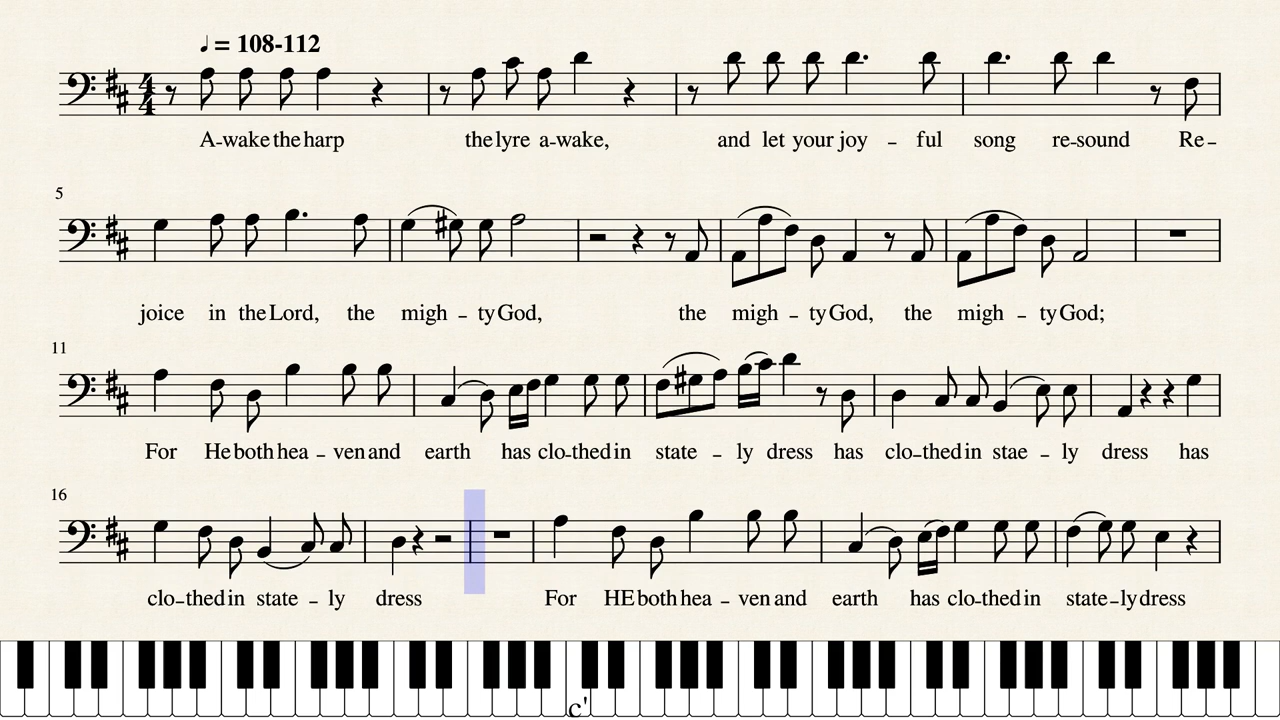 ♩ = 108-112
4
4
A-wake the harp the lyre a-wake, and let your joy - ful song re-sound Re-
5
joice in the Lord, the migh - ty God, the migh - ty God, the migh - ty God;
11
For He both hea - ven and earth has clo-thed in state - ly dress has clo-thed in stae - ly dress has
16
clo-thed in state - ly dress For HE both hea - ven and earth has clo-thed in state-ly dress
c'